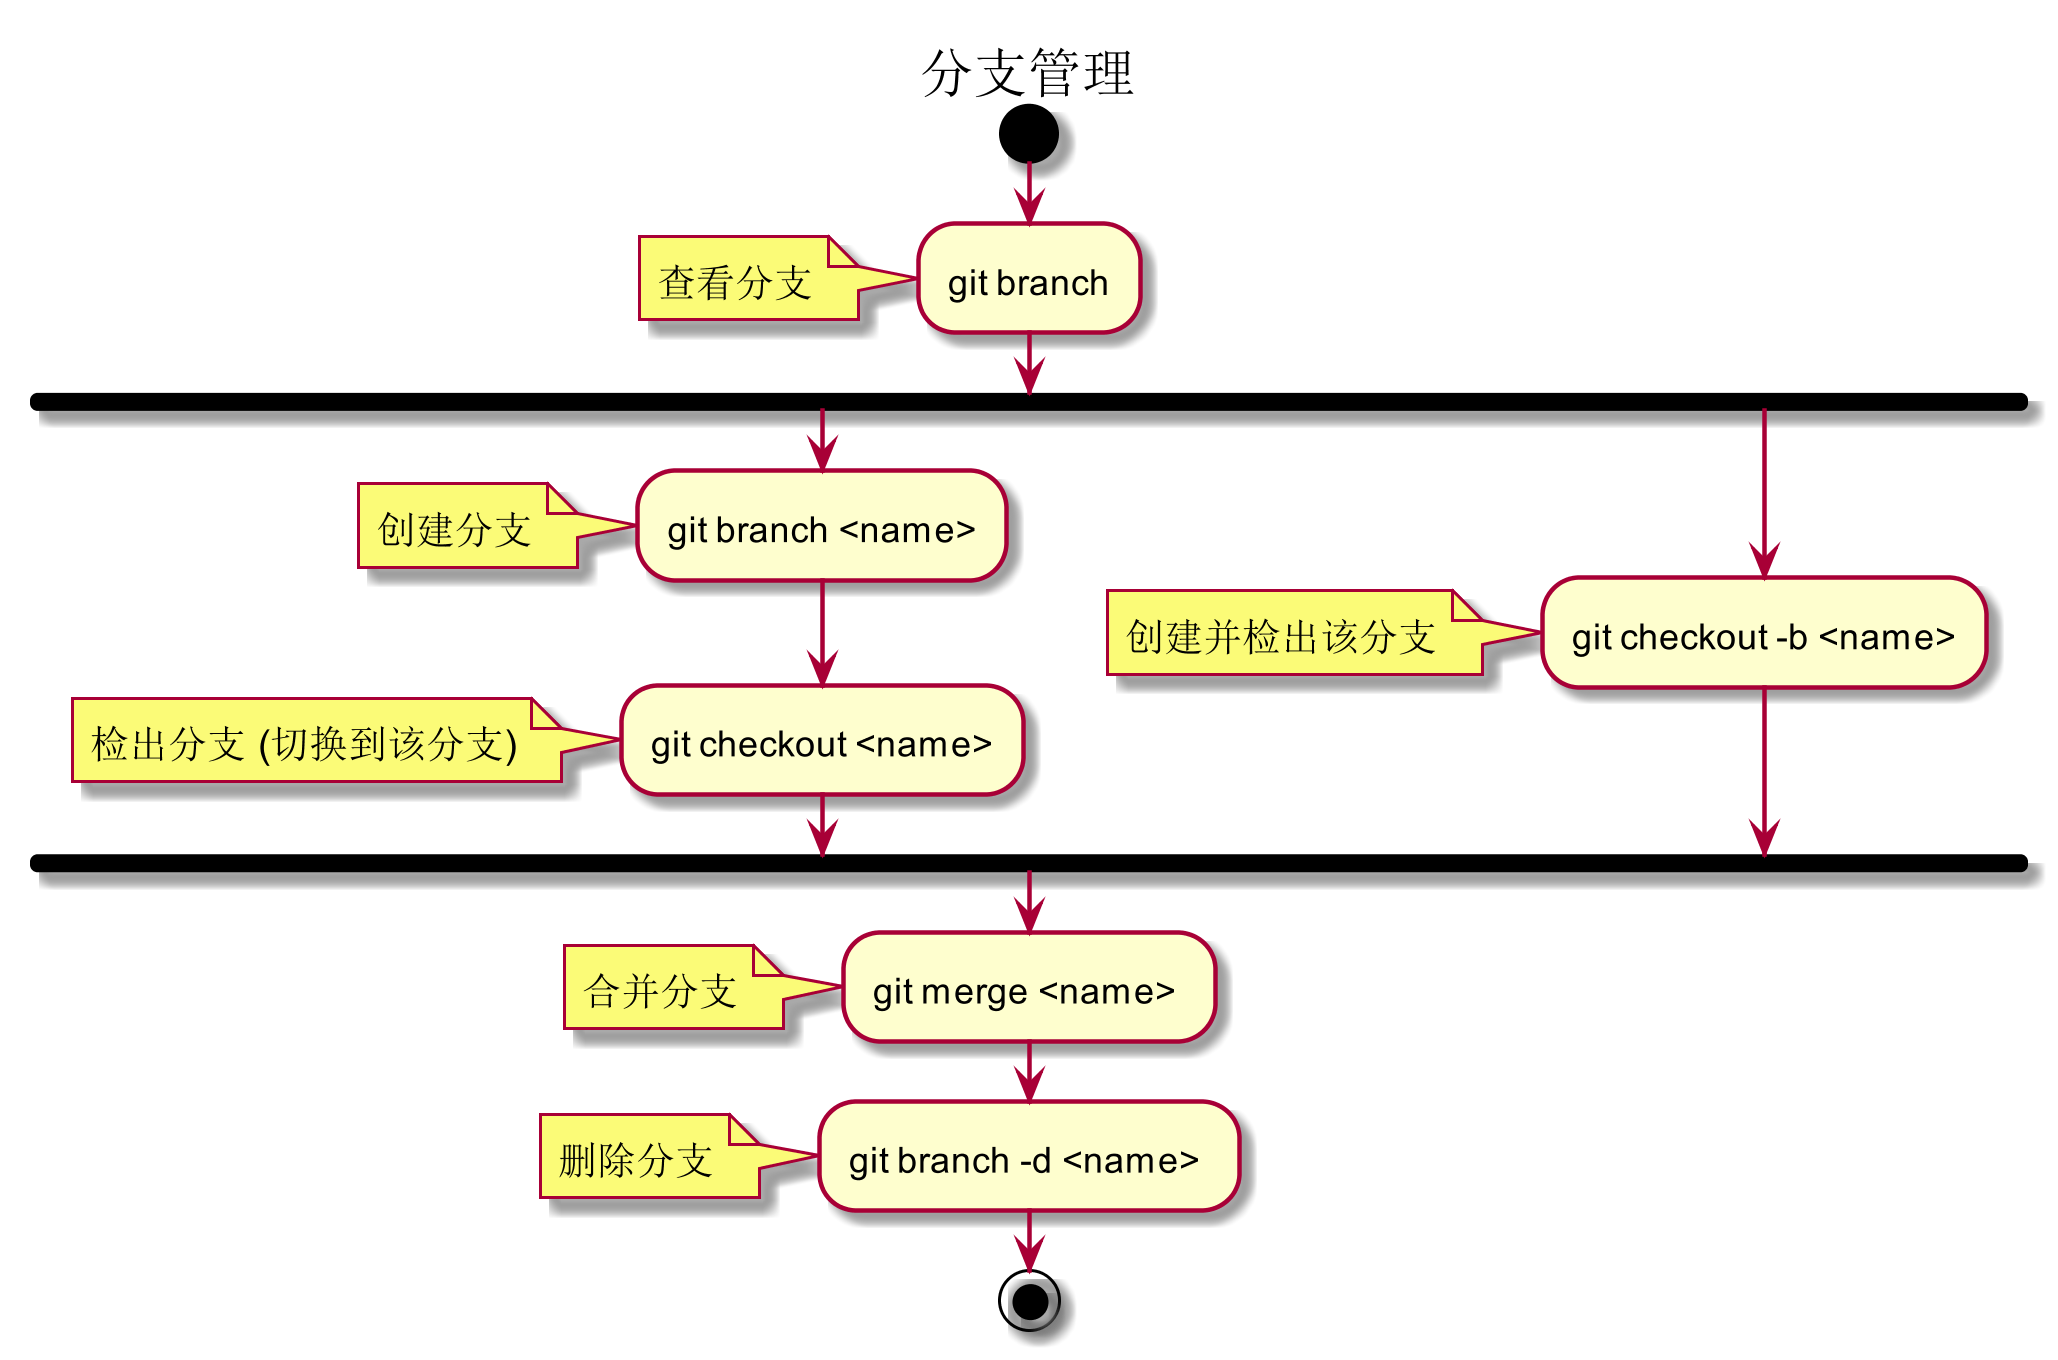 分支管理
查看分支
git branch
创建分支
git branch <name>
创建并检出该分支
git checkout -b <name>
检出分支 (切换到该分支)
git checkout <name>
合并分支
git merge <name>
删除分支
git branch -d <name>